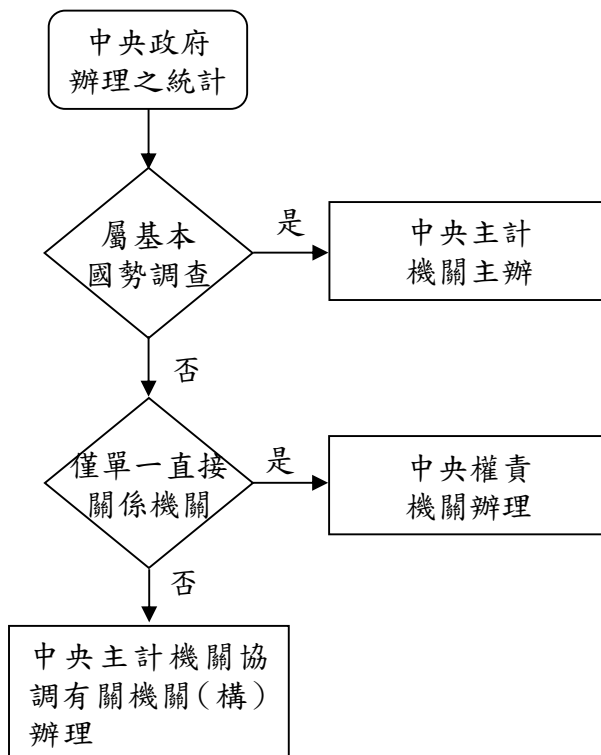 中央政府
辦理之統計
屬基本
國勢調查
是
中央主計
機關主辦
否
僅單一直接
關係機關
是
中央權責
機關辦理
否
中央主計機關協
調有關機關(構)
辦理